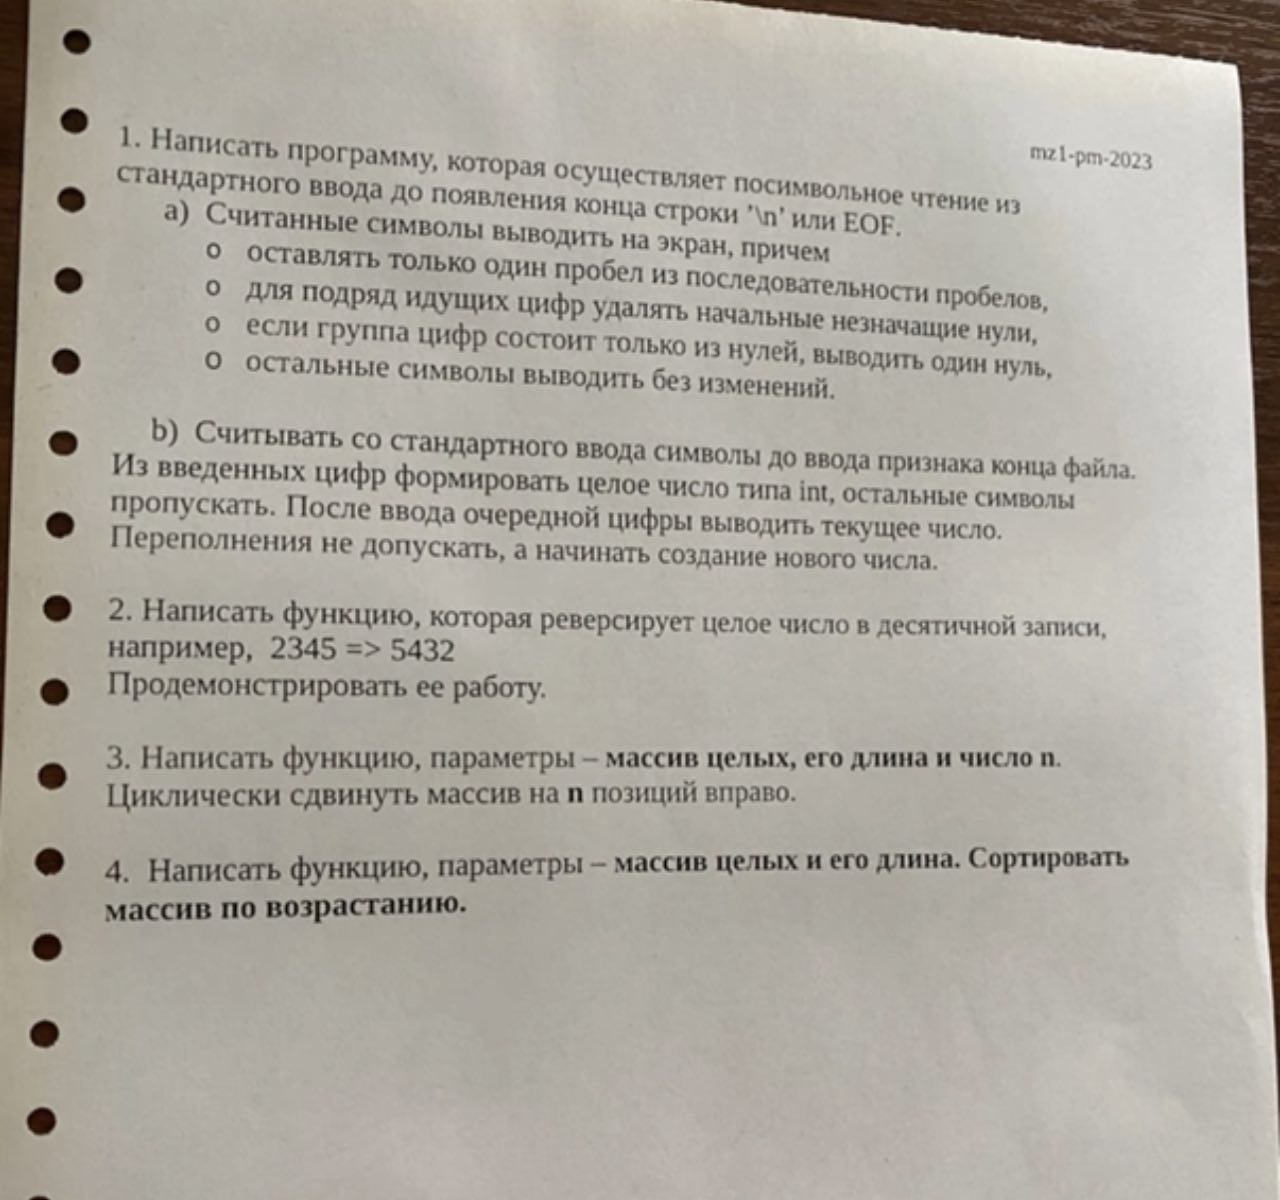 mz1-pm-2023
1. Написать программу, которая осуществляет посимвольное чтение из
стандартного ввода до появления конца строки '\n' или EOF.
a) Считанные символы выводить на экран, причем
o оставлять только один пробел из последовательности пробелов,
o для подряд идущих цифр удалять начальные незначащие нули,
o если группа цифр состоит только из нулей, выводить один нуль,
o остальные символы выводить без изменений.
b) Считывать со стандартного ввода символы до ввода признака конца файла.
Из введенных цифр формировать целое число типа int, остальные символы
пропускать. После ввода очередной цифры выводить текущее число.
Переполнения не допускать, а начинать создание нового числа.
2. Написать функцию, которая реверсирует целое число в десятичной записи,
например, 2345 => 5432
Продемонстрировать ее работу.
3. Написать функцию, параметры – массив целых, его длина и число n.
Циклически сдвинуть массив на n позиций вправо.
4. Написать функцию, параметры – массив целых и его длина. Сортировать
массив по возрастанию.